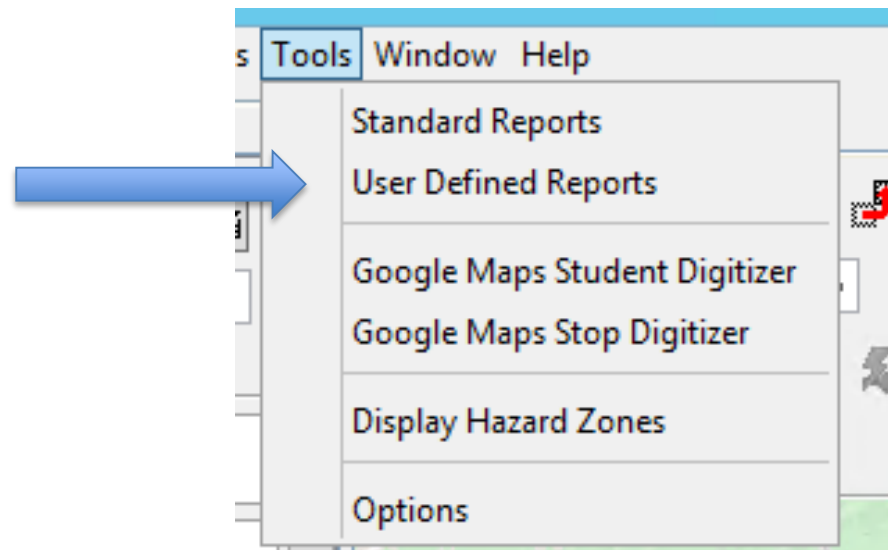 s Tools Window Help
Standard Reports
User Defined Reports
Google Maps Student Digitizer
Google Maps Stop Digitizer
Display Hazard Zones
Options